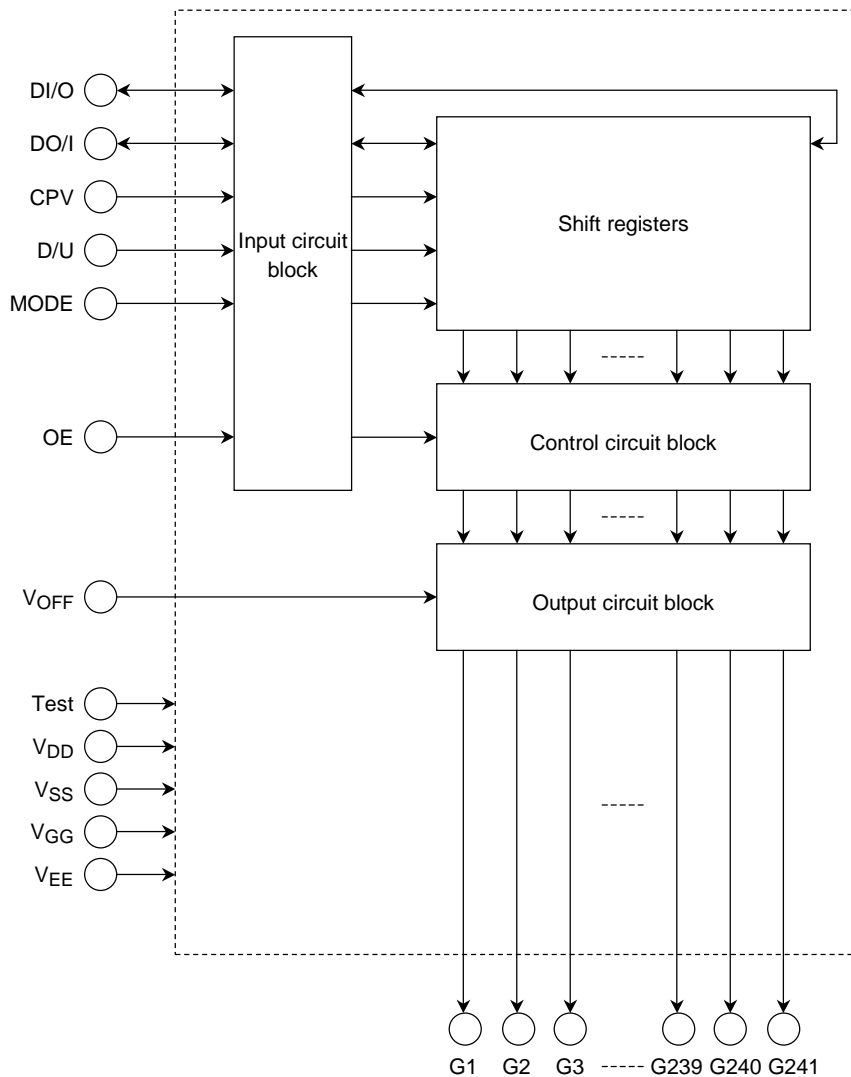 DI/O
DO/I
CPV
D/U
MODE
OE
VOFF
Test
VDD
VSS
VGG
VEE
Input circuit
block
Shift registers
-----
Control circuit block
-----
Output circuit block
-----
G1 G2 G3 ----- G239 G240 G241